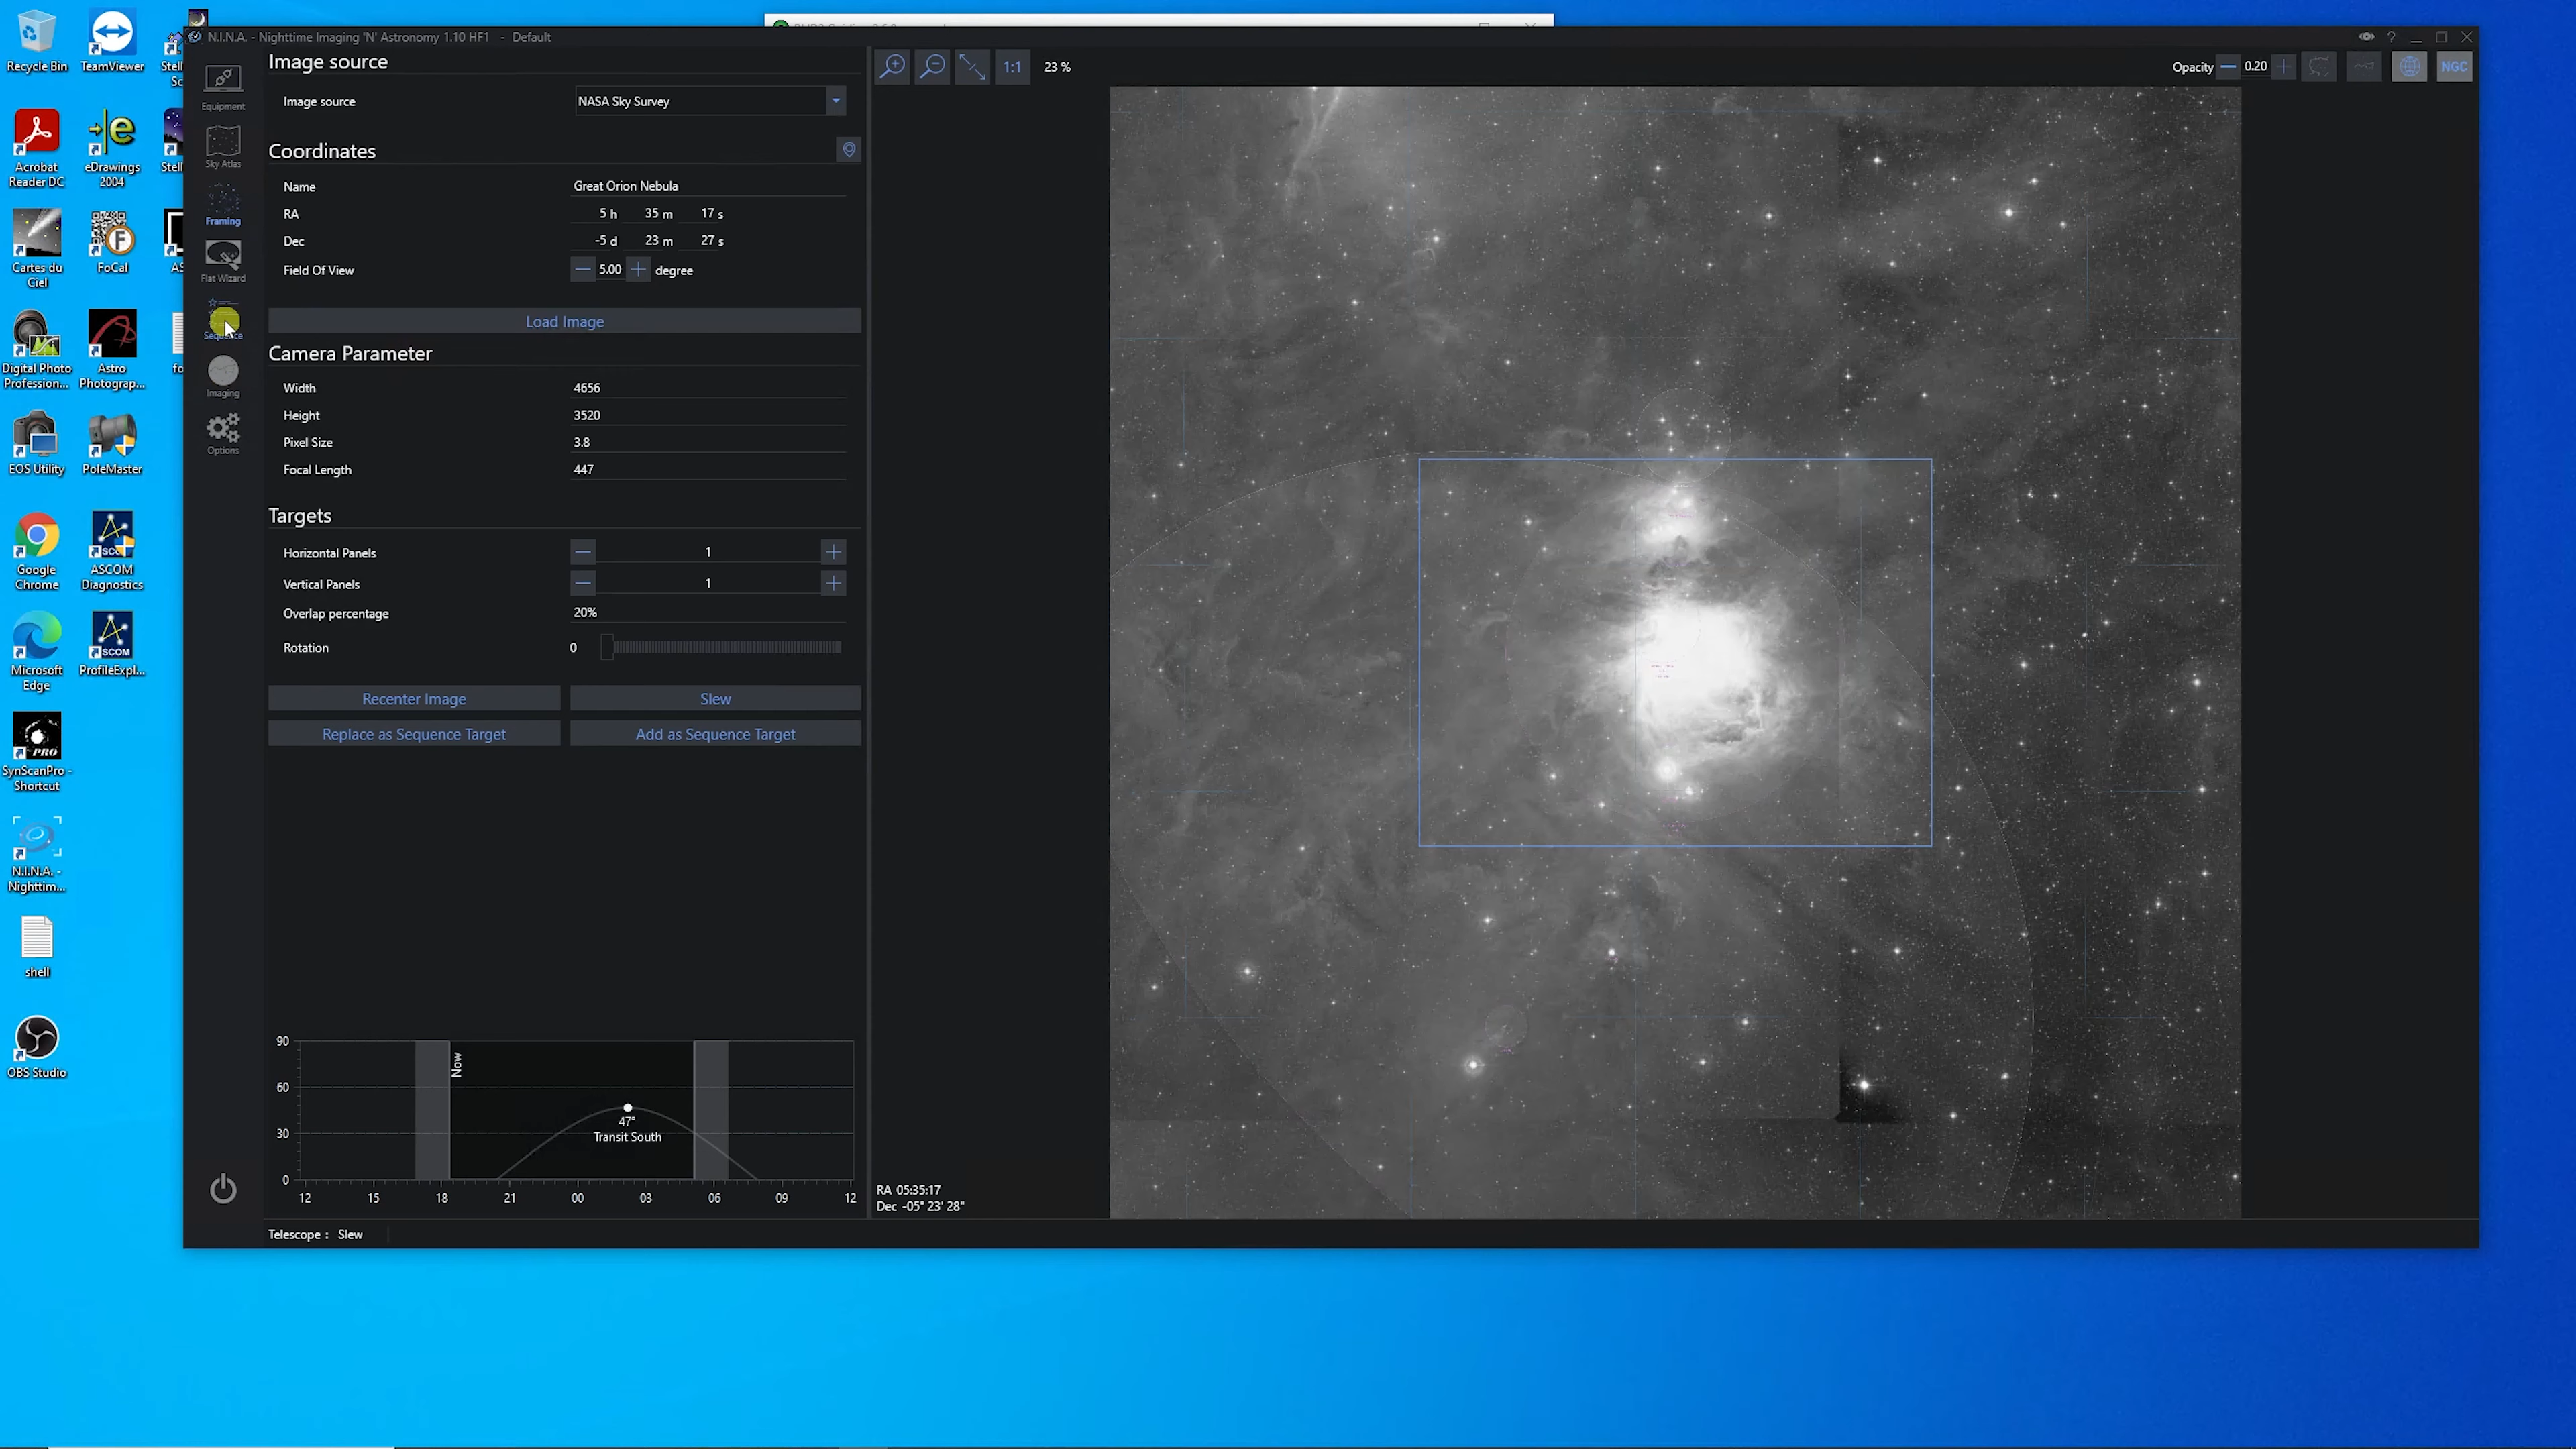 Recycle Bin
TeamViewer
Acrobat Reader DC
eDrawings 2004
Cartes du Ciel
FoCal
Digital Photo Profession...
Astro Photograp...
EOS Utility
PoleMaster
Google Chrome
ASCOM Diagnostics
Microsoft Edge
ProfileExpl...
SynScanPro - Shortcut
N.I.N.A. - Nighttim...
shell
OBS Studio
N.I.N.A. - Nighttime Imaging 'N' Astronomy 1.10 HF1 - Default
Equipment
Sky Atlas
Framing
Flat Wizard
Sequence
Imaging
Options
Image source
Image source NASA Sky Survey
Coordinates
Name Great Orion Nebula
RA 5 h 35 m 17 s
Dec -5 d 23 m 27 s
Field Of View 5.00 degree
Load Image
Camera Parameter
Width 4656
Height 3520
Pixel Size 3.8
Focal Length 447
Targets
Horizontal Panels 1
Vertical Panels 1
Overlap percentage 20%
Rotation 0
Recenter Image Slew
Replace as Sequence Target Add as Sequence Target
90
60
30
0
Now
47°
Transit South
12 15 18 21 00 03 06 09 12
Telescope : Slew
1:1 23 %
Opacity 0.20 NGC
RA 05:35:17
Dec -05° 23' 28"